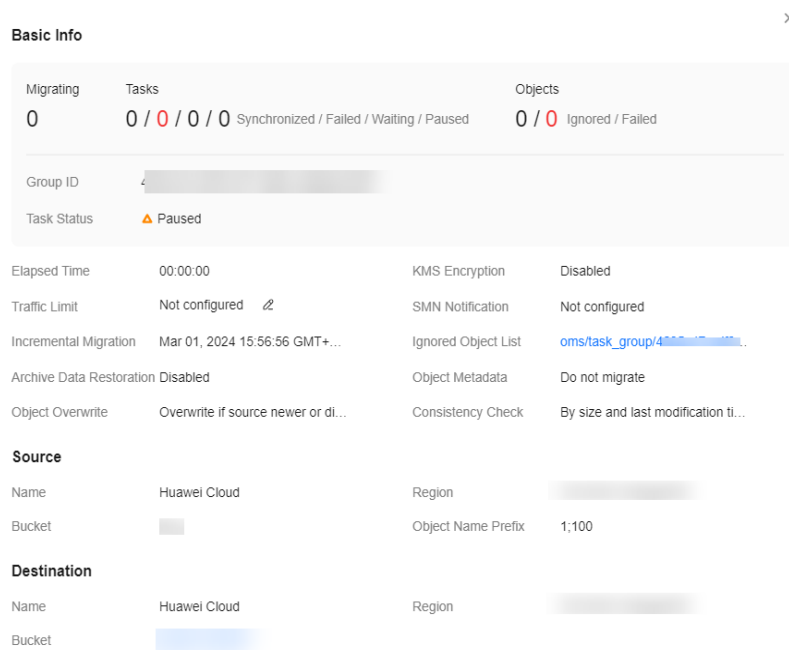 Basic Info
Migrating Tasks Objects
0 0 / 0 / 0 / 0 Synchronized / Failed / Waiting / Paused 0 / 0 Ignored / Failed
Group ID
Task Status Paused
Elapsed Time 00:00:00 KMS Encryption Disabled
Traffic Limit Not configured SMN Notification Not configured
Incremental Migration Mar 01, 2024 15:56:56 GMT+... Ignored Object List oms/task_group/4
Archive Data Restoration Disabled Object Metadata Do not migrate
Object Overwrite Overwrite if source newer or di... Consistency Check By size and last modification ti...
Source
Name Huawei Cloud Region
Bucket Object Name Prefix 1;100
Destination
Name Huawei Cloud Region
Bucket